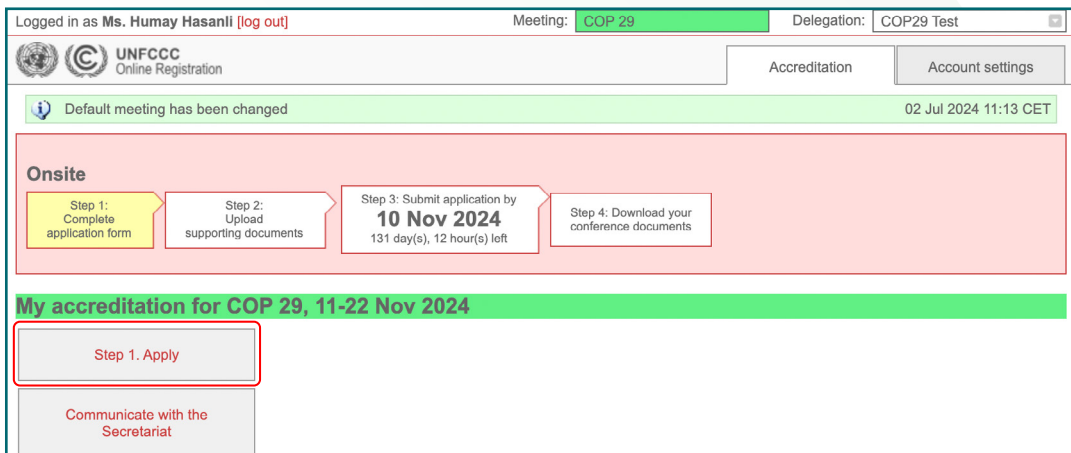 Logged in as Ms. Humay Hasanli [log out] Meeting: COP 29 Delegation: COP29 Test
UNFCCC
Online Registration
Accreditation Account settings
Default meeting has been changed 02 Jul 2024 11:13 CET
Onsite
Step 1:
Complete
application form
Step 2:
Upload
supporting documents
Step 3: Submit application by
10 Nov 2024
131 day(s), 12 hour(s) left
Step 4: Download your
conference documents
My accreditation for COP 29, 11-22 Nov 2024
Step 1. Apply
Communicate with the
Secretariat